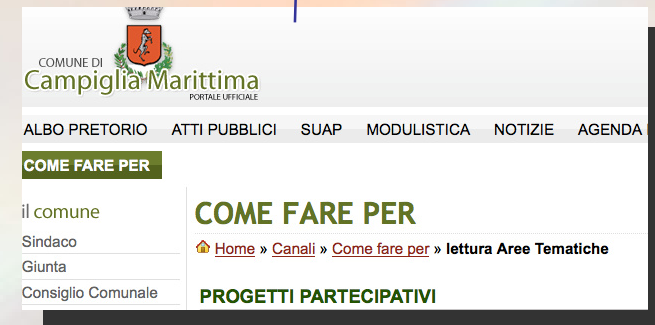 COMUNE DI
Campiglia Marittima
PORTALE UFFICIALE
ALBO PRETORIO ATTI PUBBLICI SUAP MODULISTICA NOTIZIE AGENDA
COME FARE PER
il comune
Sindaco
Giunta
Consiglio Comunale
COME FARE PER
Home » Canali » Come fare per » lettura Aree Tematiche
PROGETTI PARTECIPATIVI